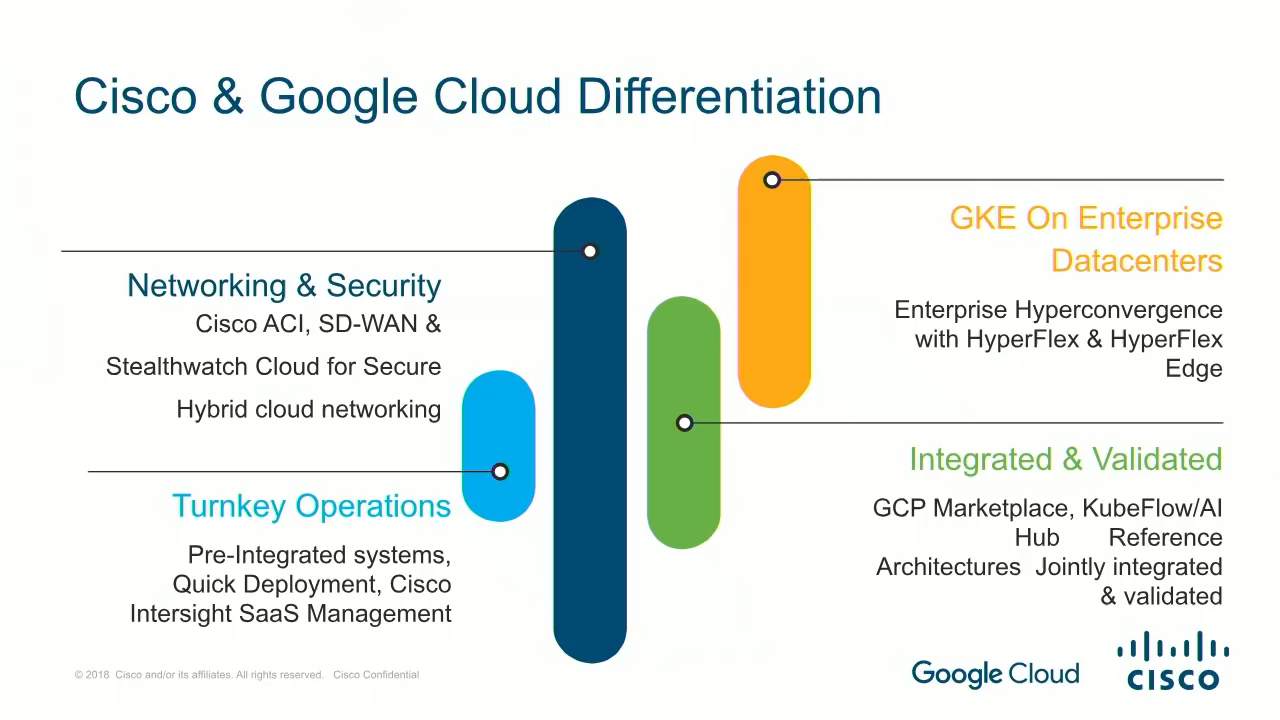 Cisco & Google Cloud Differentiation
Networking & Security
Cisco ACI, SD-WAN &
Stealthwatch Cloud for Secure
Hybrid cloud networking
Turnkey Operations
Pre-Integrated systems,
Quick Deployment, Cisco
Intersight SaaS Management
GKE On Enterprise
Datacenters
Enterprise Hyperconvergence
with HyperFlex & HyperFlex
Edge
Integrated & Validated
GCP Marketplace, KubeFlow/AI
Hub Reference
Architectures Jointly integrated
& validated
© 2018 Cisco and/or its affiliates. All rights reserved. Cisco Confidential
Google Cloud
CISCO